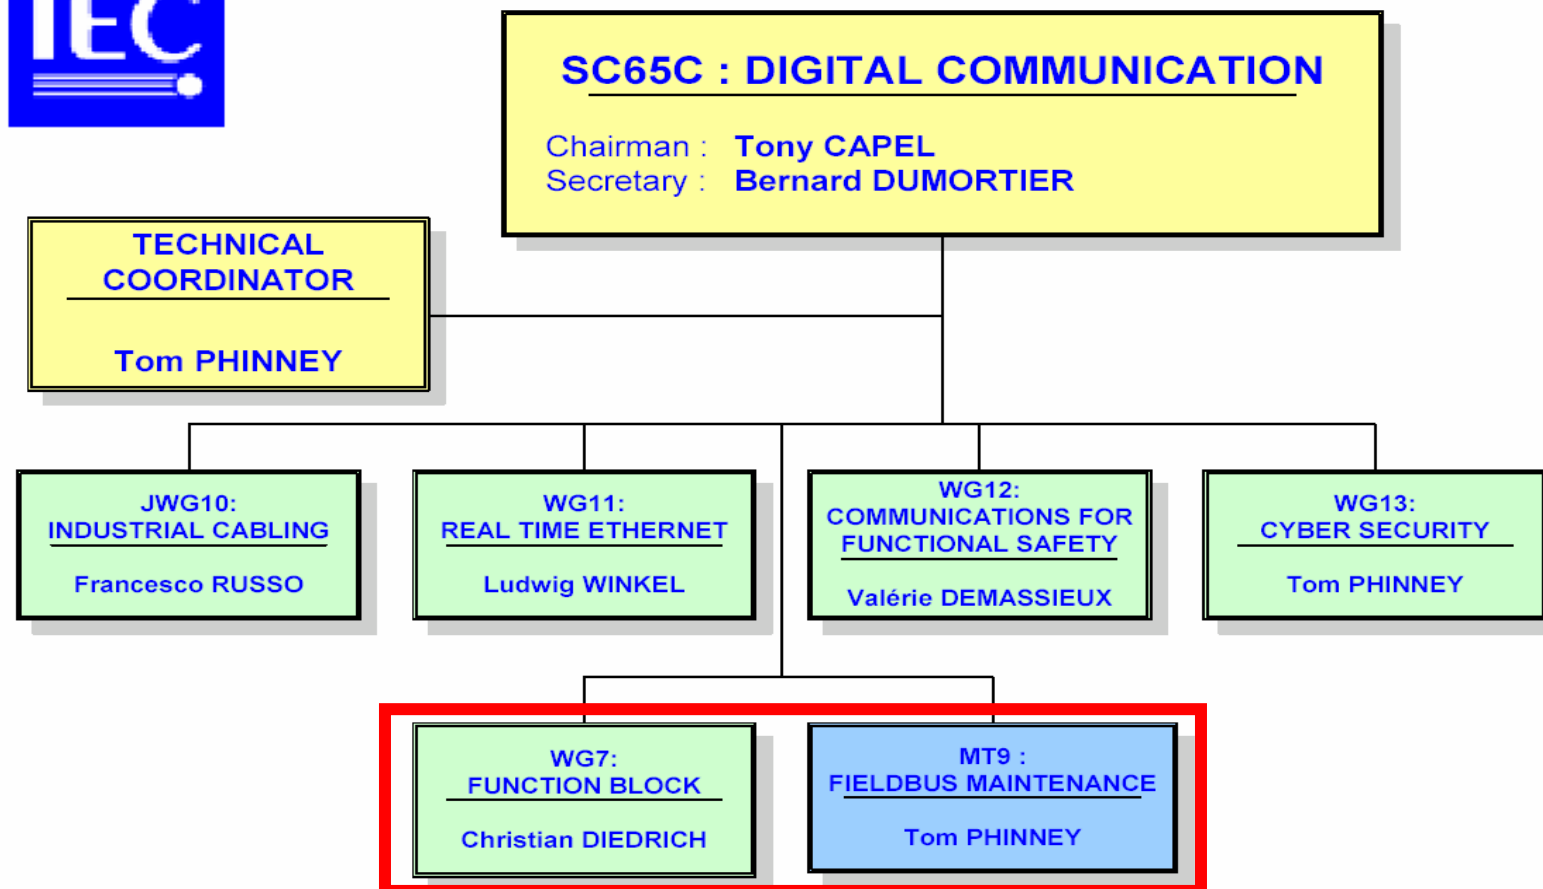 IEC
SC65C : DIGITAL COMMUNICATION
Chairman : Tony CAPEL
Secretary : Bernard DUMORTIER
TECHNICAL
COORDINATOR
Tom PHINNEY
JWG10:
INDUSTRIAL CABLING
Francesco RUSSO
WG11:
REAL TIME ETHERNET
Ludwig WINKEL
WG12:
COMMUNICATIONS FOR
FUNCTIONAL SAFETY
Valérie DEMASSIEUX
WG13:
CYBER SECURITY
Tom PHINNEY
WG7:
FUNCTION BLOCK
Christian DIEDRICH
MT9 :
FIELDBUS MAINTENANCE
Tom PHINNEY